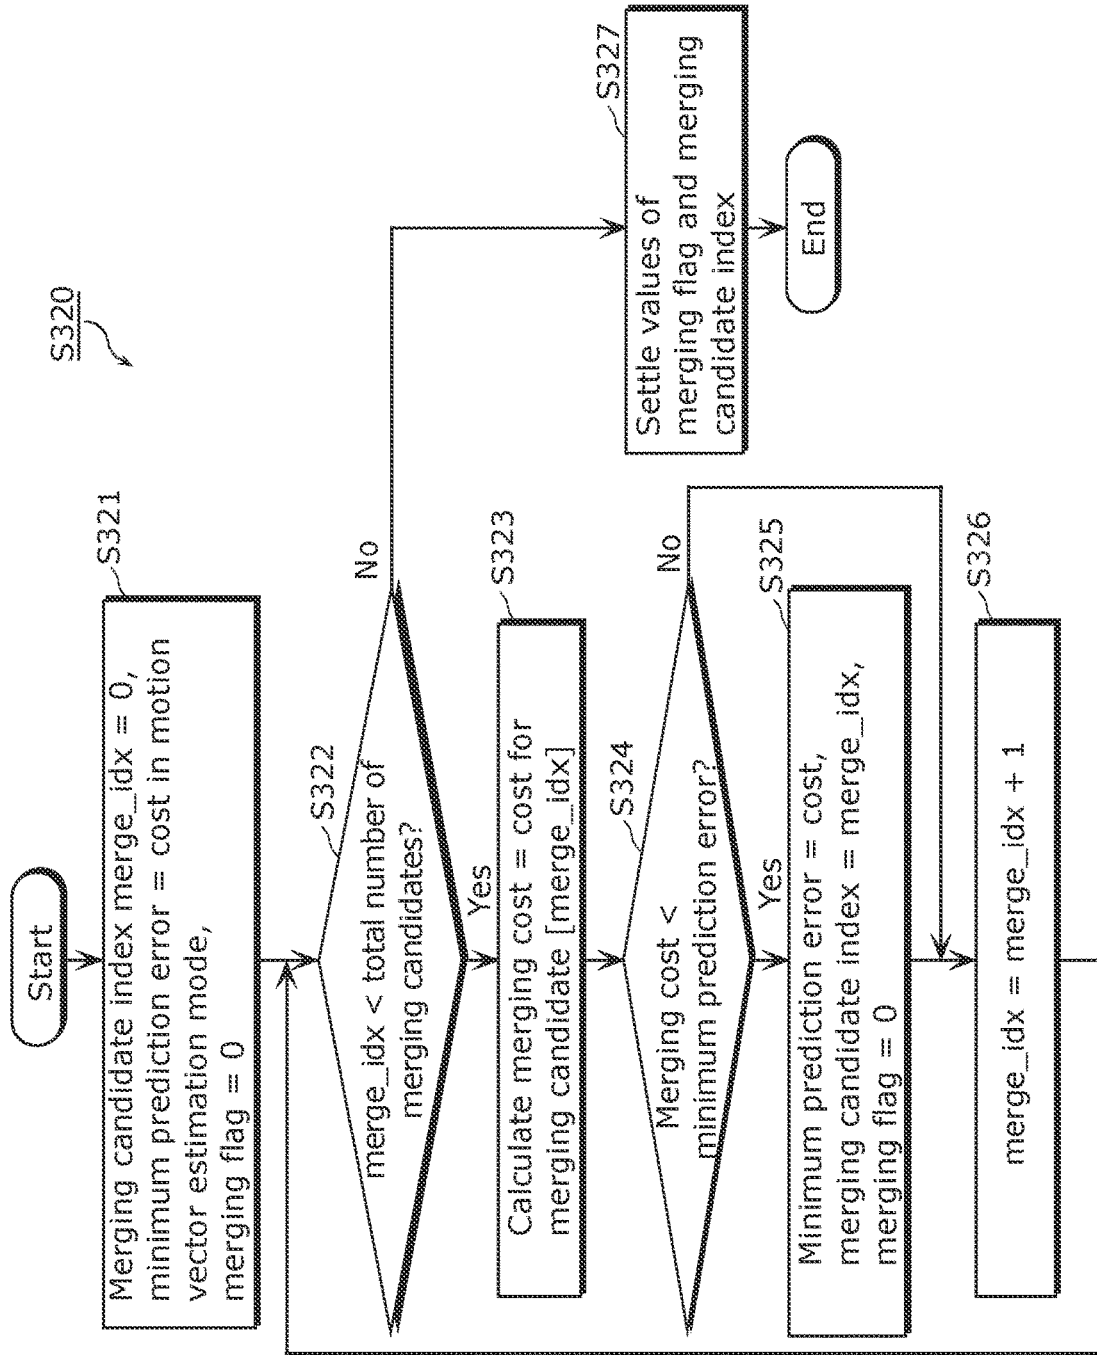 S320
Start
S321
Merging candidate index merge_idx = 0,
minimum prediction error = cost in motion
vector estimation mode,
merging flag = 0
S322
merge_idx < total number of
merging candidates?
No
Yes
S323
Calculate merging cost = cost for
merging candidate [merge_idx]
S324
Merging cost <
minimum prediction error?
No
Yes
S325
Minimum prediction error = cost,
merging candidate index = merge_idx,
merging flag = 0
S326
merge_idx = merge_idx + 1
S327
Settle values of
merging flag and merging
candidate index
End